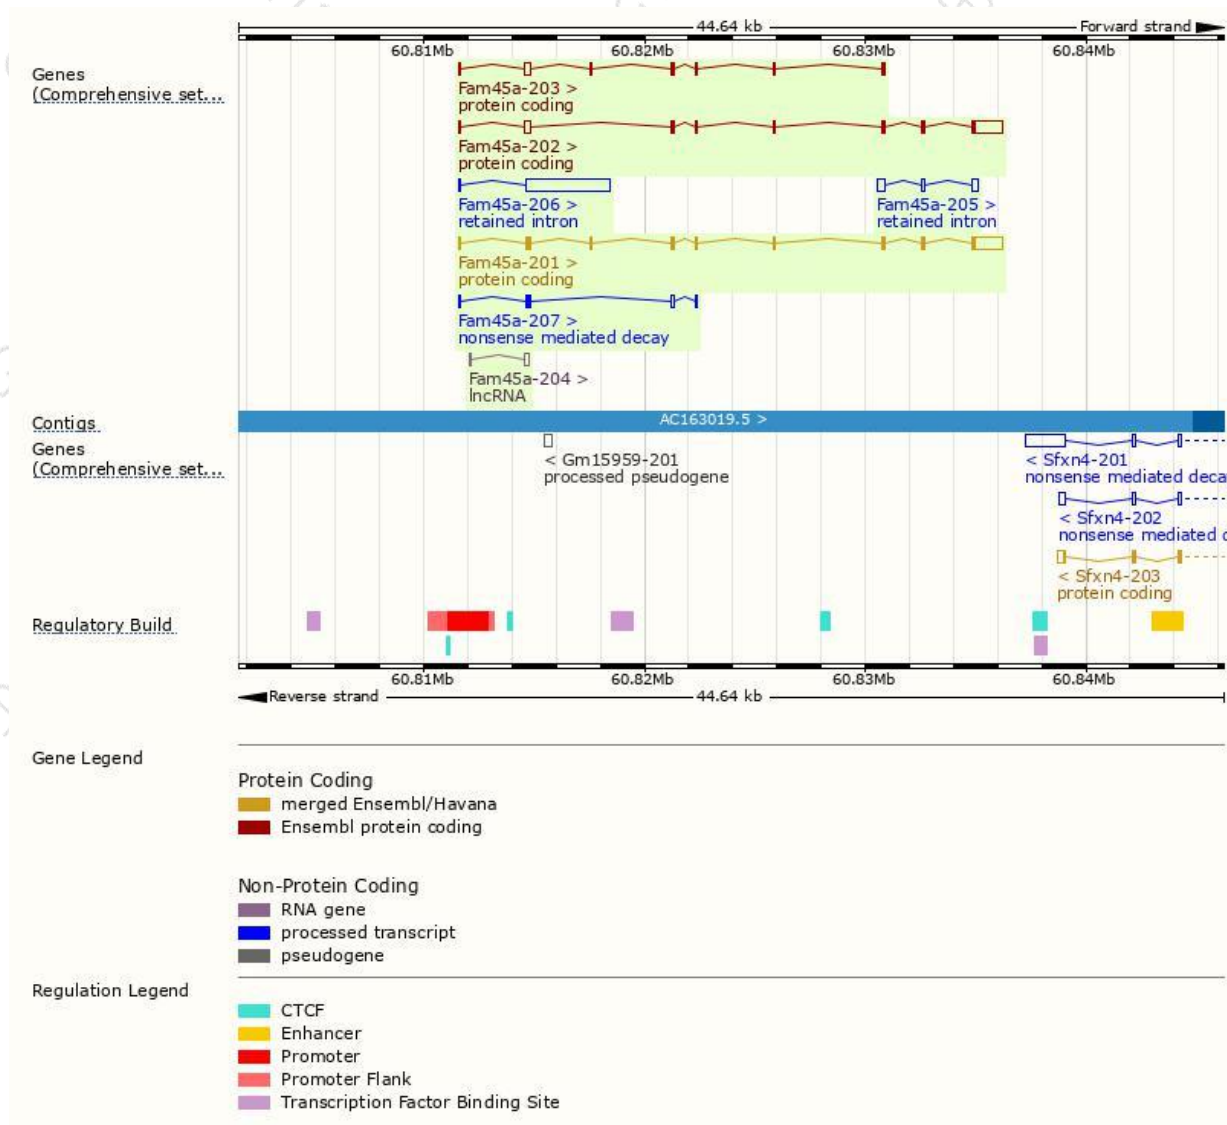 44.64 kb Forward strand
60.81Mb 60.82Mb 60.83Mb 60.84Mb
Genes
(Comprehensive set...
Fam45a-203 >
protein coding
Fam45a-202 >
protein coding
Fam45a-206 > Fam45a-205 >
retained intron retained intron
Fam45a-201 >
protein coding
Fam45a-207 >
nonsense mediated decay
Fam45a-204 >
lncRNA
Contigs AC163019.5 >
Genes
(Comprehensive set...
< Gm15959-201 < Sfxn4-201
processed pseudogene nonsense mediated deca
< Sfxn4-202
nonsense mediated
< Sfxn4-203
protein coding
Regulatory Build
60.81Mb 60.82Mb 60.83Mb 60.84Mb
Reverse strand 44.64 kb
Gene Legend
Protein Coding
merged Ensembl/Havana
Ensembl protein coding
Non-Protein Coding
RNA gene
processed transcript
pseudogene
Regulation Legend
CTCF
Enhancer
Promoter
Promoter Flank
Transcription Factor Binding Site